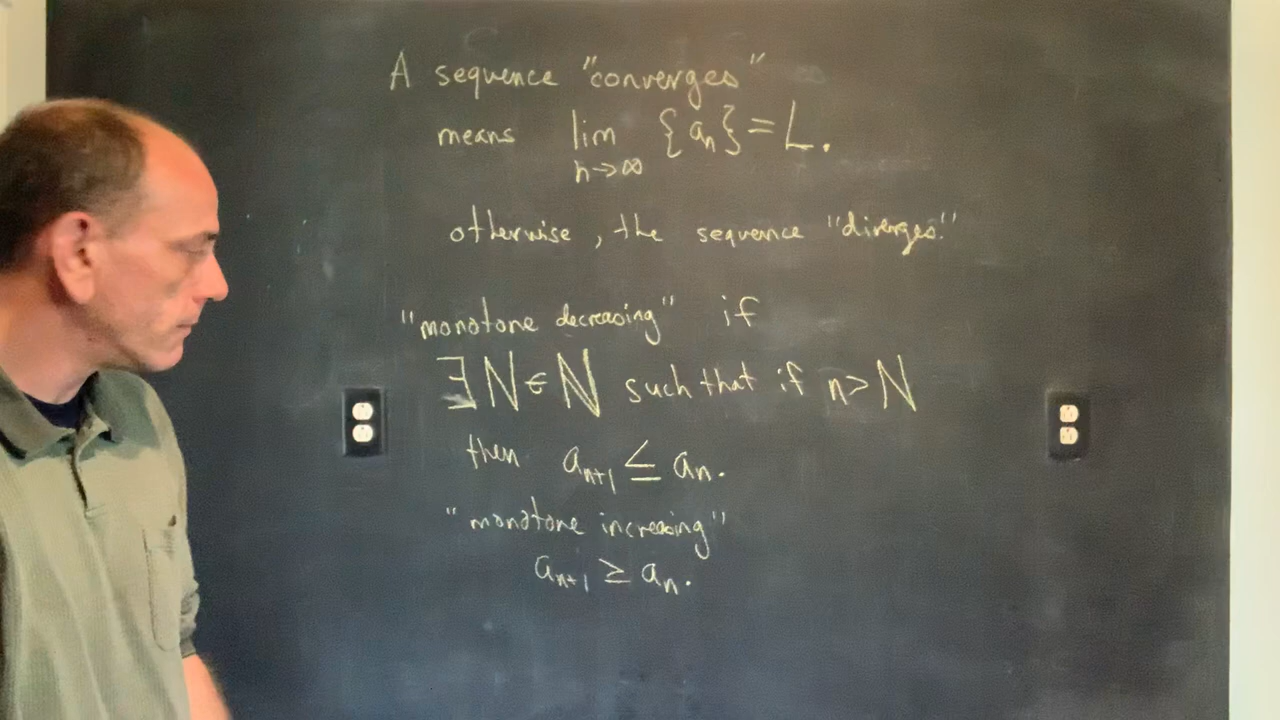 A sequence "converges"
means lim {aₙ} = L.
n→∞
otherwise, the sequence "diverges."
"monotone decreasing" if
∃ N ∈ ℕ such that if n > N
then aₙ₊₁ ≤ aₙ.
"monotone increasing"
aₙ₊₁ ≥ aₙ.